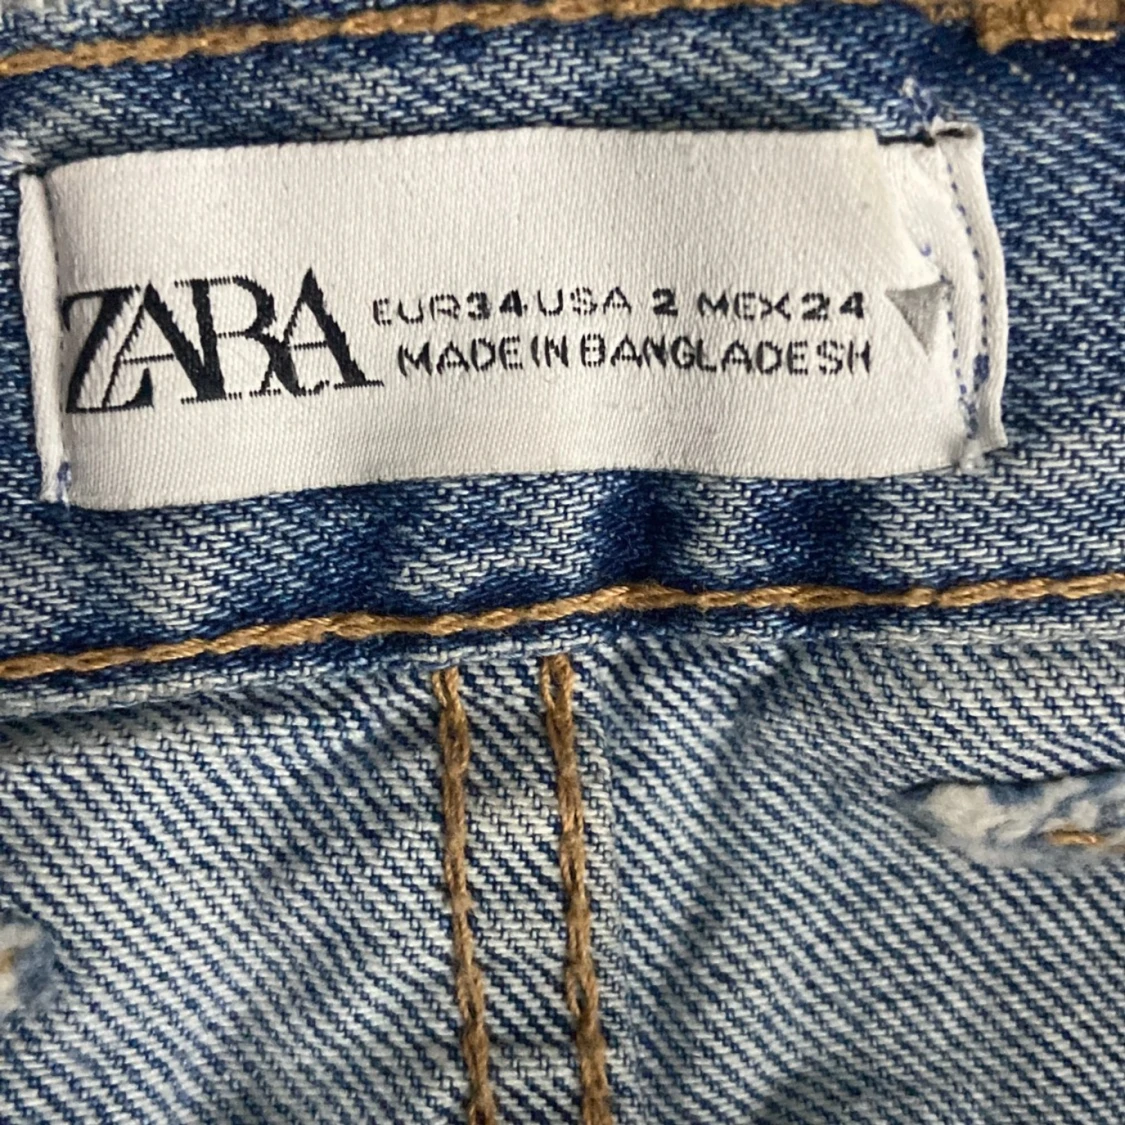 ZARA
EUR 34 USA 2 MEX 24
MADE IN BANGLADESH